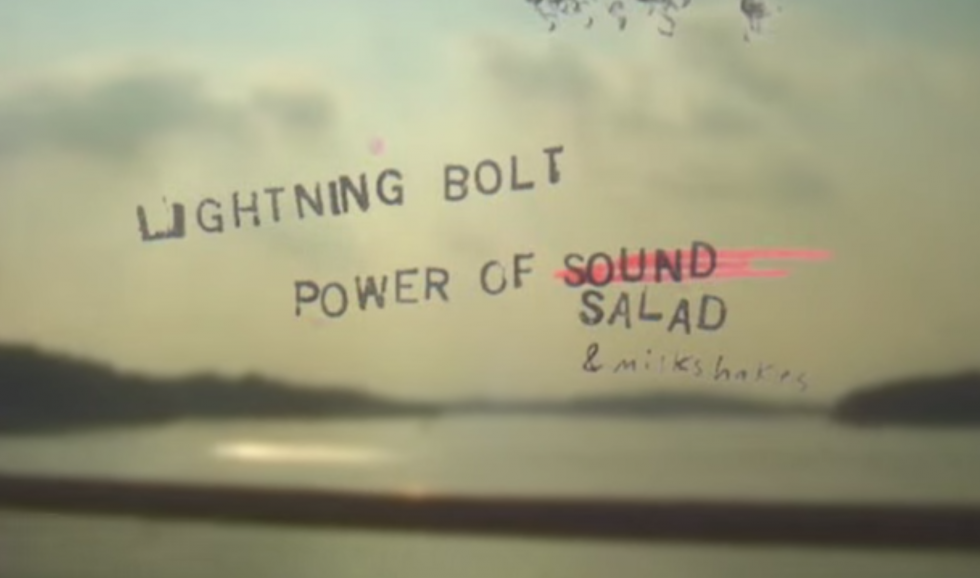 LIGHTNING BOLT
POWER OF SOUND
SALAD
& milkshakes